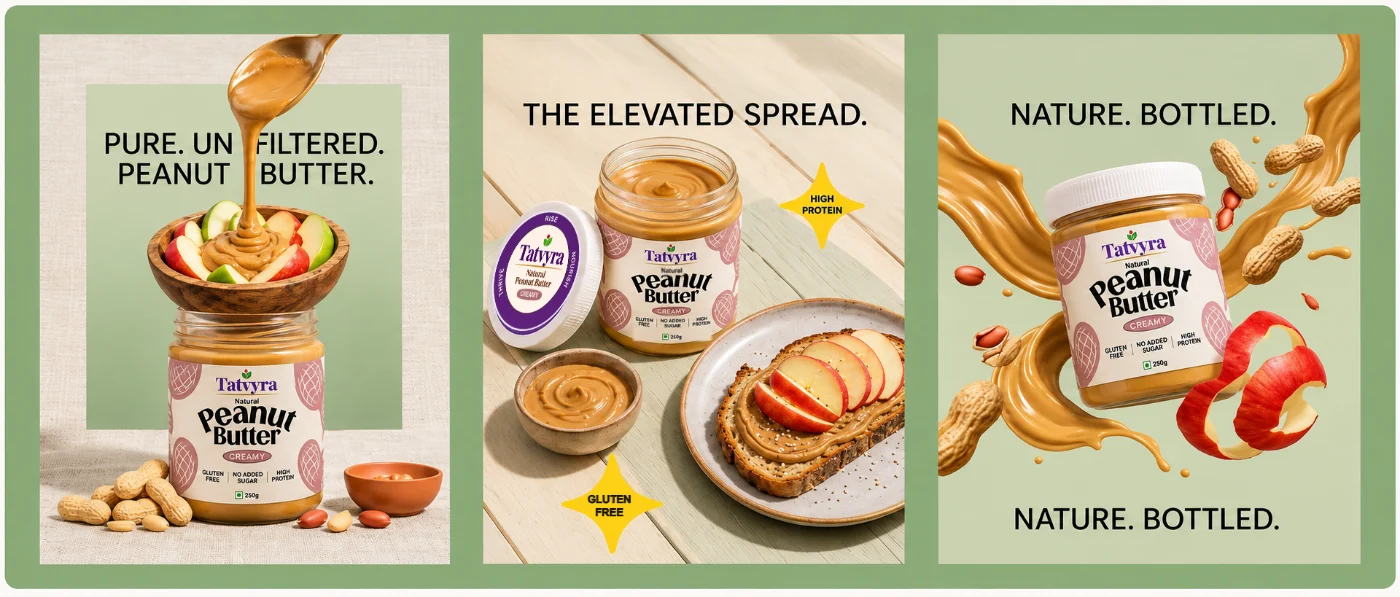 PURE. UN FILTERED.
PEANUT BUTTER.
Tatvyra
Natural
Peanut
Butter
CREAMY
GLUTEN FREE
NO ADDED SUGAR
HIGH PROTEIN
250g
THE ELEVATED SPREAD.
HIGH
PROTEIN
RISE
NOURISH
THRIVE
Tatvyra
Natural
Peanut Butter
CREAMY
Tatvyra
Natural
Peanut
Butter
CREAMY
GLUTEN FREE
NO ADDED SUGAR
HIGH PROTEIN
250g
GLUTEN
FREE
NATURE. BOTTLED.
Tatvyra
Natural
Peanut
Butter
CREAMY
GLUTEN FREE
NO ADDED SUGAR
HIGH PROTEIN
250g
NATURE. BOTTLED.